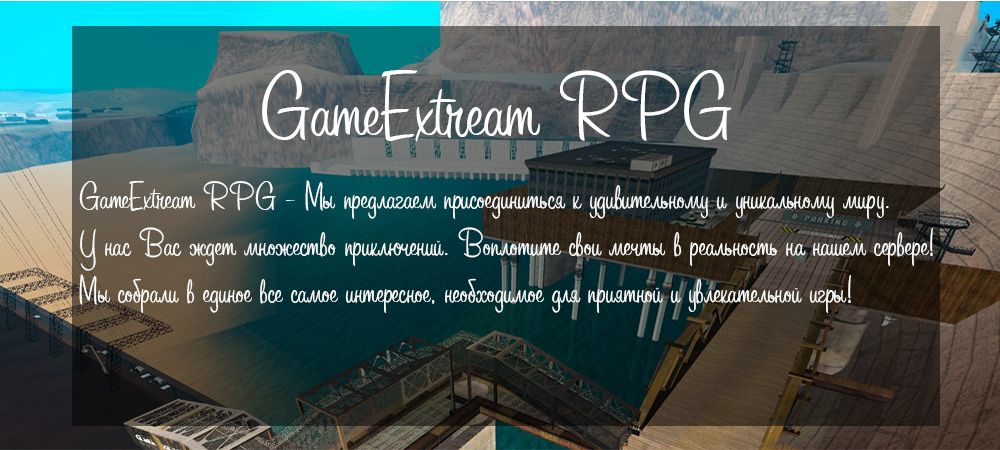 GameExtream RPG
GameExtream RPG - Мы предлагаем присоединиться к удивительному и уникальному миру.
У нас Вас ждет множество приключений. Воплотите свои мечты в реальность на нашем сервере!
Мы собрали в единое все самое интересное, необходимое для приятной и увлекательной игры!
PARKING